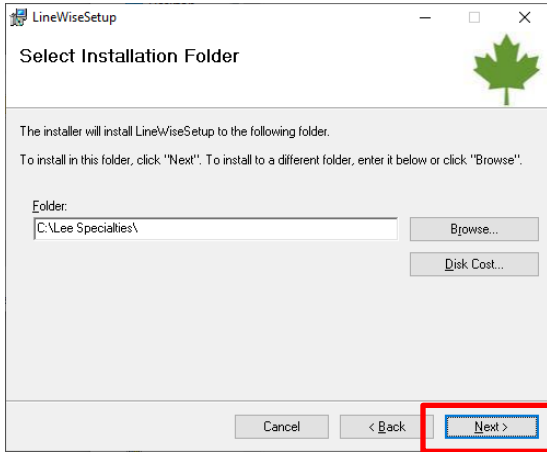 LineWiseSetup
Select Installation Folder
The installer will install LineWiseSetup to the following folder.
To install in this folder, click "Next". To install to a different folder, enter it below or click "Browse".
Folder:
C:\Lee Specialties\
Browse...
Disk Cost...
Cancel
< Back
Next >